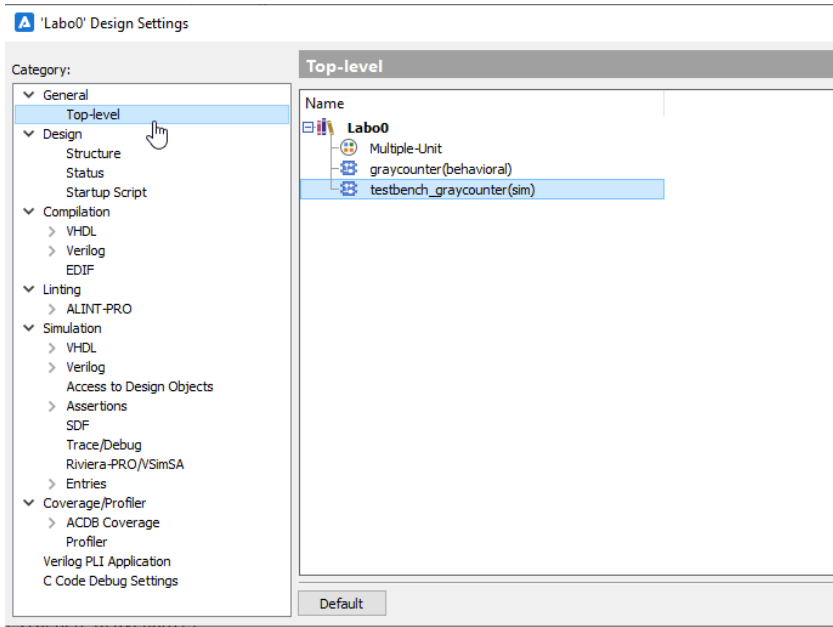 'Labo0' Design Settings
Category:
General
Top-level
Design
Structure
Status
Startup Script
Compilation
VHDL
Verilog
EDIF
Linting
ALINT-PRO
Simulation
VHDL
Verilog
Access to Design Objects
Assertions
SDF
Trace/Debug
Riviera-PRO/VSimSA
Entries
Coverage/Profiler
ACDB Coverage
Profiler
Verilog PLI Application
C Code Debug Settings
Top-level
Name
Labo0
Multiple-Unit
graycounter(behavioral)
testbench_graycounter(sim)
Default